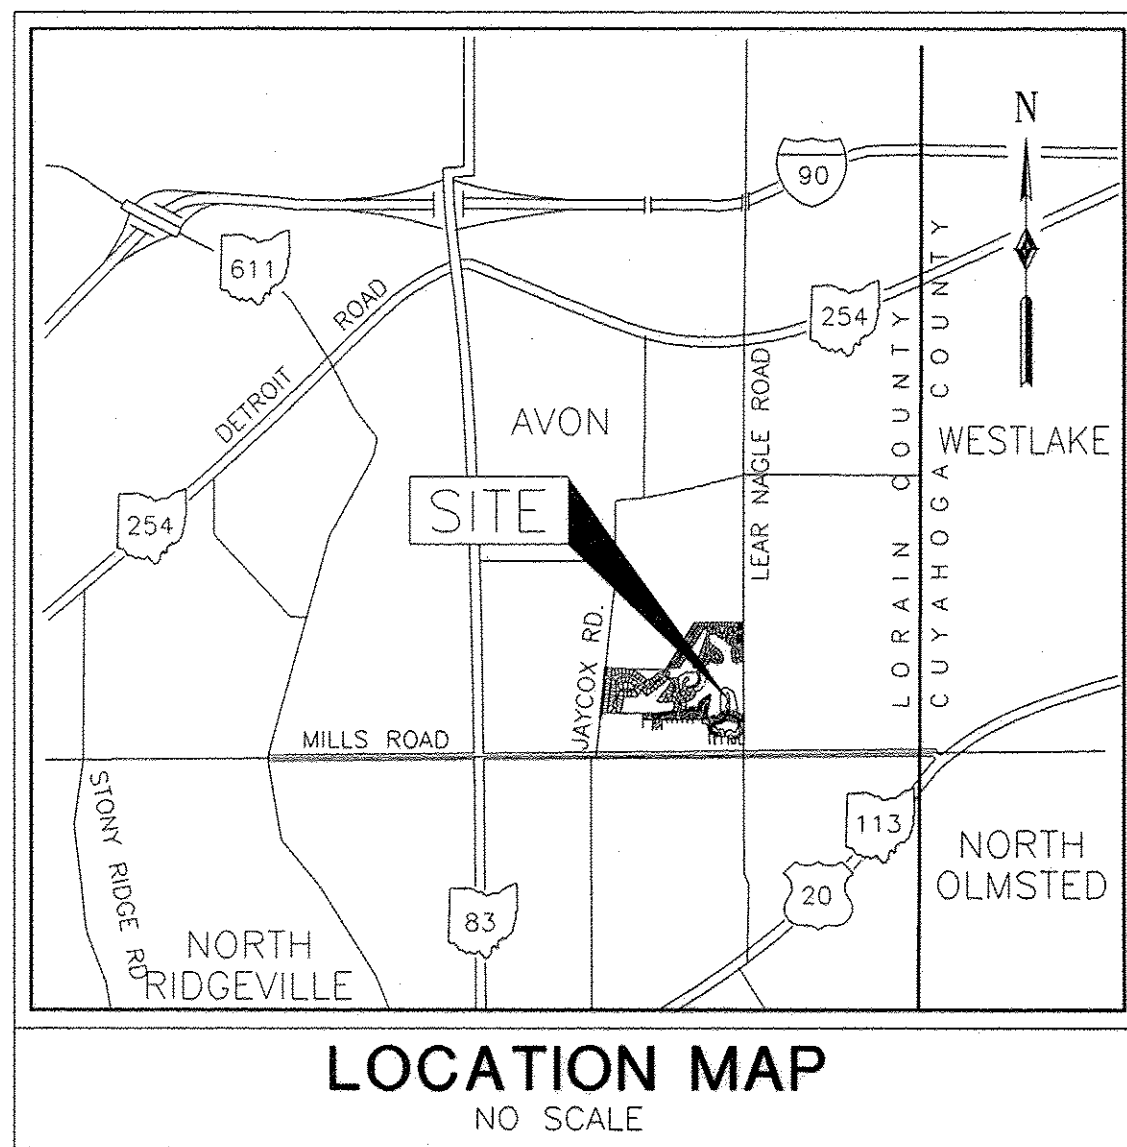 N
90
611
DETROIT ROAD
254
LEAR NAGLE ROAD
LORAIN COUNTY
CUYAHOGA COUNTY
AVON
WESTLAKE
SITE
254
JAYCOX RD.
MILLS ROAD
STONY RIDGE RD
113
20
83
NORTH
OLMSTED
NORTH
RIDGEVILLE
LOCATION MAP
NO SCALE